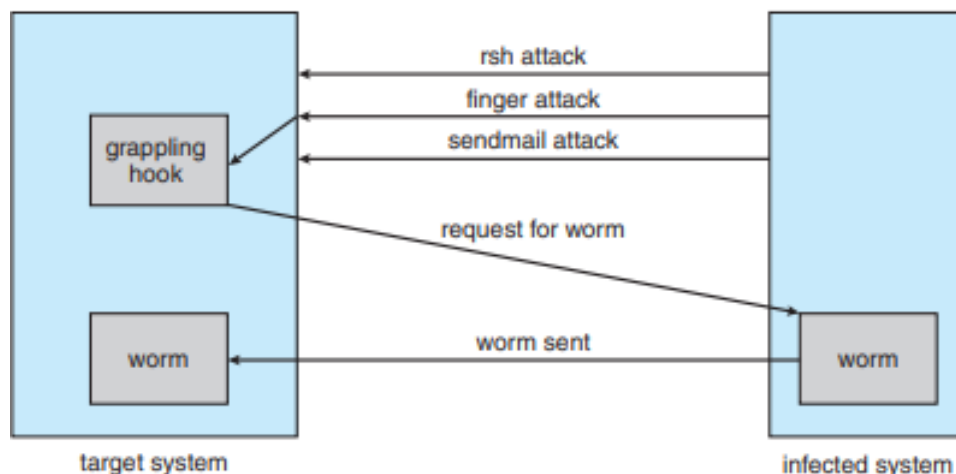 rsh attack
finger attack
sendmail attack
grappling
hook
request for worm
worm sent
worm
worm
target system
infected system